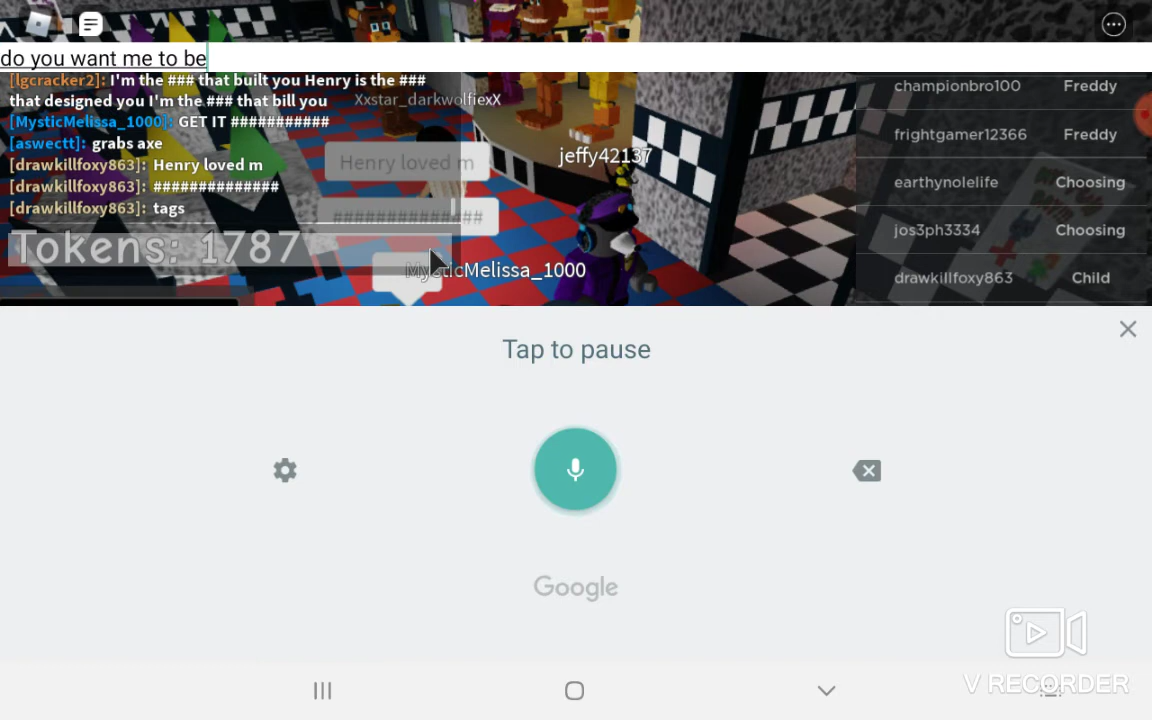 do you want me to be
[lgcracker2]: I'm the ### that built you Henry is the ###
that designed you I'm the ### that bill you
Xxstar_darkwolfiexX
[MysticMelissa_1000]: GET IT ###########
[aswectt]: grabs axe
[drawkillfoxy863]: Henry loved m
[drawkillfoxy863]: ##############
[drawkillfoxy863]: tags
Henry loved m
##############
jeffy42137
Tokens: 1787
MysticMelissa_1000
championbro100 Freddy
frightgamer12366 Freddy
earthynolelife Choosing
jos3ph3334 Choosing
drawkillfoxy863 Child
Tap to pause
Google
V RECORDER